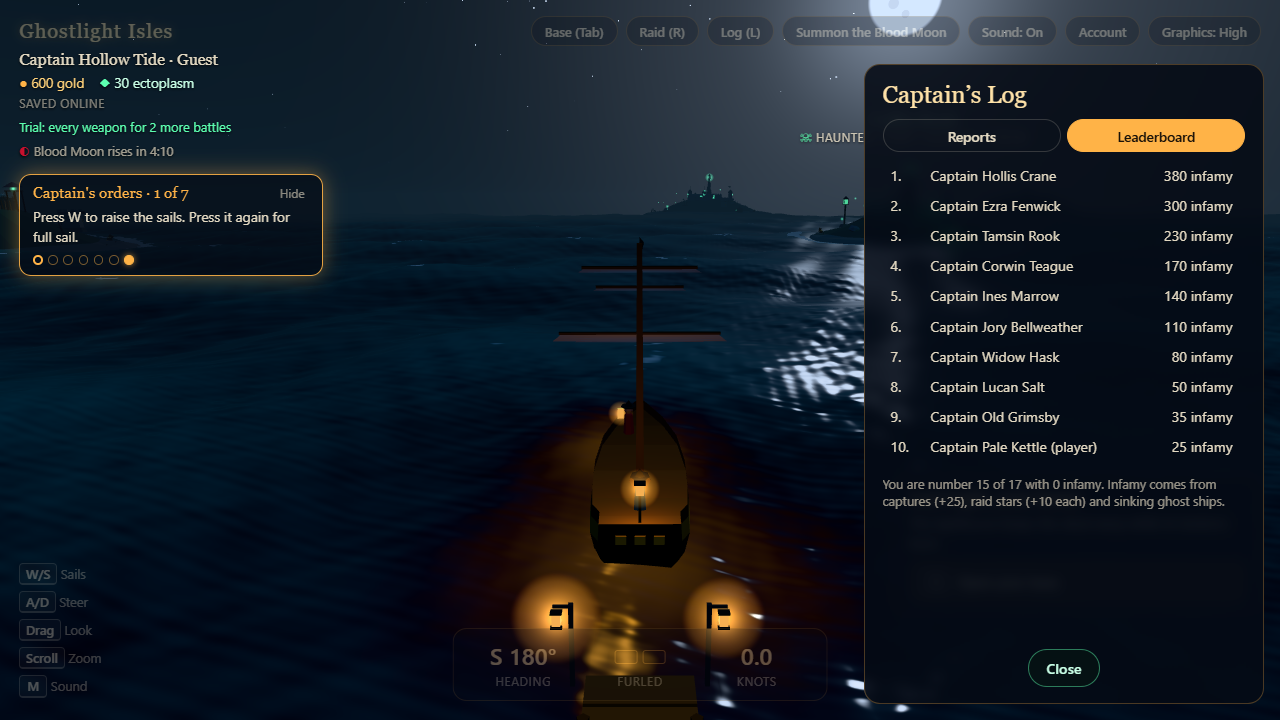 Ghostlight Isles
Captain Hollow Tide · Guest
600 gold 30 ectoplasm
SAVED ONLINE
Trial: every weapon for 2 more battles
Blood Moon rises in 4:10
Captain's orders · 1 of 7 Hide
Press W to raise the sails. Press it again for
full sail.
Base (Tab) Raid (R) Log (L) Summon the Blood Moon Sound: On Account Graphics: High
HAUNTE
Captain's Log
Reports Leaderboard
1. Captain Hollis Crane 380 infamy
2. Captain Ezra Fenwick 300 infamy
3. Captain Tamsin Rook 230 infamy
4. Captain Corwin Teague 170 infamy
5. Captain Ines Marrow 140 infamy
6. Captain Jory Bellweather 110 infamy
7. Captain Widow Hask 80 infamy
8. Captain Lucan Salt 50 infamy
9. Captain Old Grimsby 35 infamy
10. Captain Pale Kettle (player) 25 infamy
You are number 15 of 17 with 0 infamy. Infamy comes from
captures (+25), raid stars (+10 each) and sinking ghost ships.
Close
W/S Sails
A/D Steer
Drag Look
Scroll Zoom
M Sound
S 180° 0.0
HEADING FURLED KNOTS